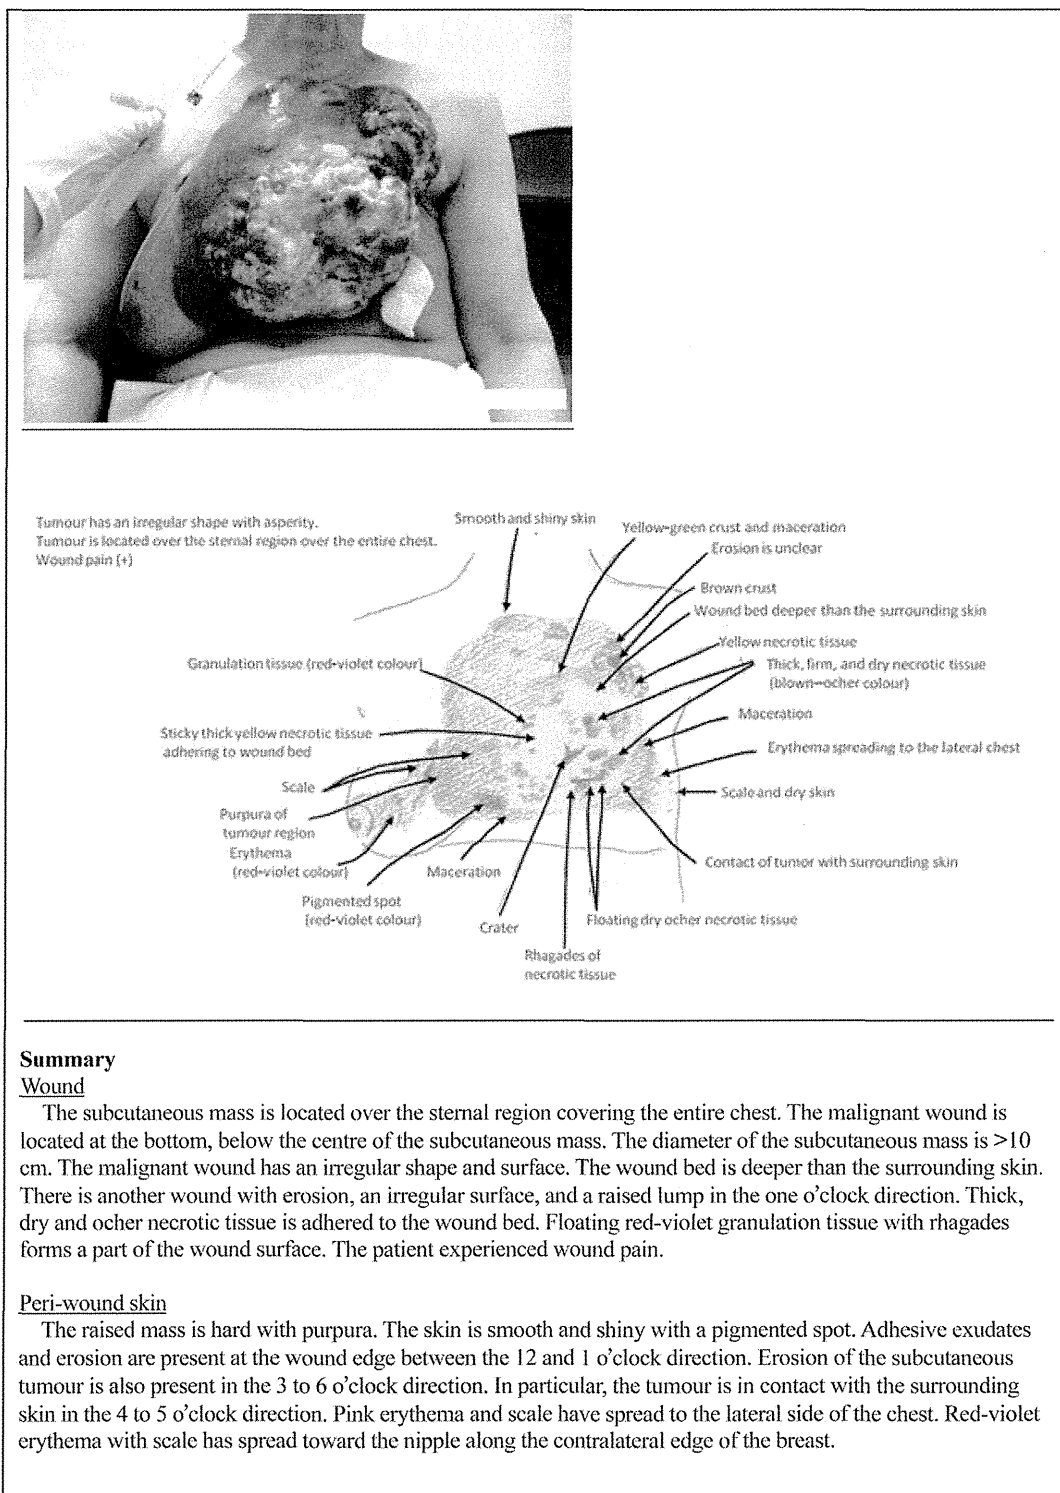 Tumour has an irregular shape with asperity.
Tumour is located over the sternal region over the entire chest.
Wound pain (+)
Smooth and shiny skin
Yellow-green crust and maceration
Erosion is unclear
Brown crust
Wound bed deeper than the surrounding skin
Yellow necrotic tissue
Thick, firm, and dry necrotic tissue
(blown–ocher colour)
Maceration
Erythema spreading to the lateral chest
Scale and dry skin
Contact of tumor with surrounding skin
Floating dry ocher necrotic tissue
Rhagades of
necrotic tissue
Crater
Maceration
Pigmented spot
(red-violet colour)
Erythema
(red-violet colour)
Purpura of
tumour region
Scale
Sticky thick yellow necrotic tissue
adhering to wound bed
Granulation tissue (red-violet colour)
Summary
Wound
The subcutaneous mass is located over the sternal region covering the entire chest. The malignant wound is
located at the bottom, below the centre of the subcutaneous mass. The diameter of the subcutaneous mass is >10
cm. The malignant wound has an irregular shape and surface. The wound bed is deeper than the surrounding skin.
There is another wound with erosion, an irregular surface, and a raised lump in the one o’clock direction. Thick,
dry and ocher necrotic tissue is adhered to the wound bed. Floating red-violet granulation tissue with rhagades
forms a part of the wound surface. The patient experienced wound pain.
Peri-wound skin
The raised mass is hard with purpura. The skin is smooth and shiny with a pigmented spot. Adhesive exudates
and erosion are present at the wound edge between the 12 and 1 o’clock direction. Erosion of the subcutaneous
tumour is also present in the 3 to 6 o’clock direction. In particular, the tumour is in contact with the surrounding
skin in the 4 to 5 o’clock direction. Pink erythema and scale have spread to the lateral side of the chest. Red-violet
erythema with scale has spread toward the nipple along the contralateral edge of the breast.